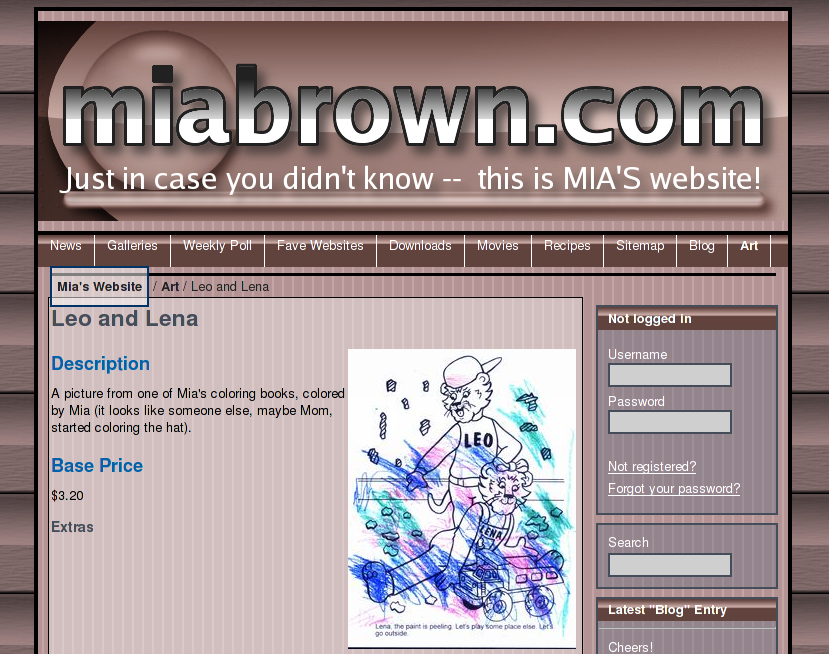 miabrown.com
Just in case you didn't know -- this is MIA'S website!
News Galleries Weekly Poll Fave Websites Downloads Movies Recipes Sitemap Blog Art
Mia's Website / Art / Leo and Lena
Leo and Lena
Description
A picture from one of Mia's coloring books, colored
by Mia (it looks like someone else, maybe Mom,
started coloring the hat).
Base Price
$3.20
Extras
LEO
LENA
Lena, the paint is peeling. Let's play some place else. Let's
go outside.
Not logged in
Username
Password
Not registered?
Forgot your password?
Search
Latest "Blog" Entry
Cheers!